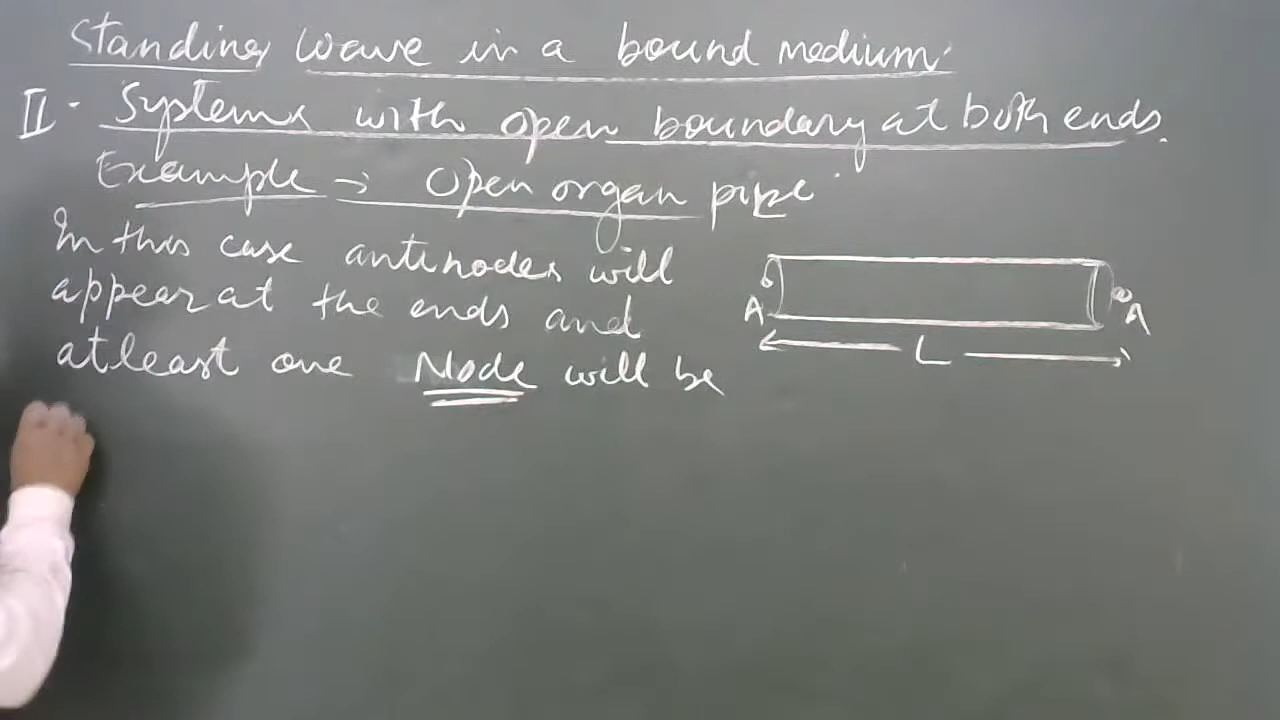 Standing wave in a bound medium.
II. Systems with open boundary at both ends.
Example → Open organ pipe.
In this case antinodes will
appear at the ends and
atleast one Node will be
A
A
L